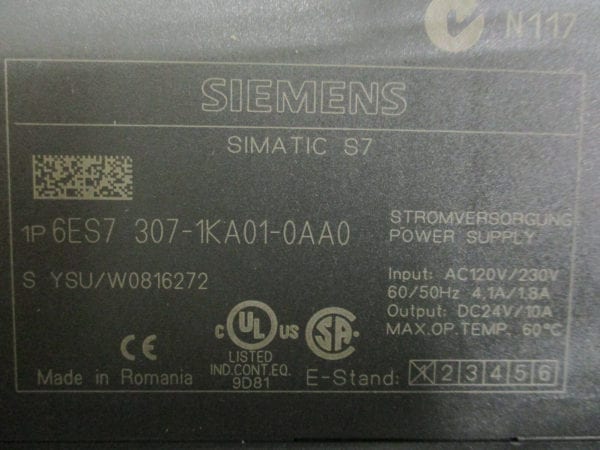 N117
SIEMENS
SIMATIC S7
1P 6ES7 307-1KA01-0AA0
STROMVERSORGUNG
POWER SUPPLY
S YSU/W0816272
Input: AC120V/230V
60/50Hz 4,1A/1.8A
Output: DC24V/10A
MAX.OP.TEMP. 60°C
C UL US
LISTED
IND.CONT.EQ.
9D81
SA
CE
Made in Romania
E-Stand: X 2 3 4 5 6